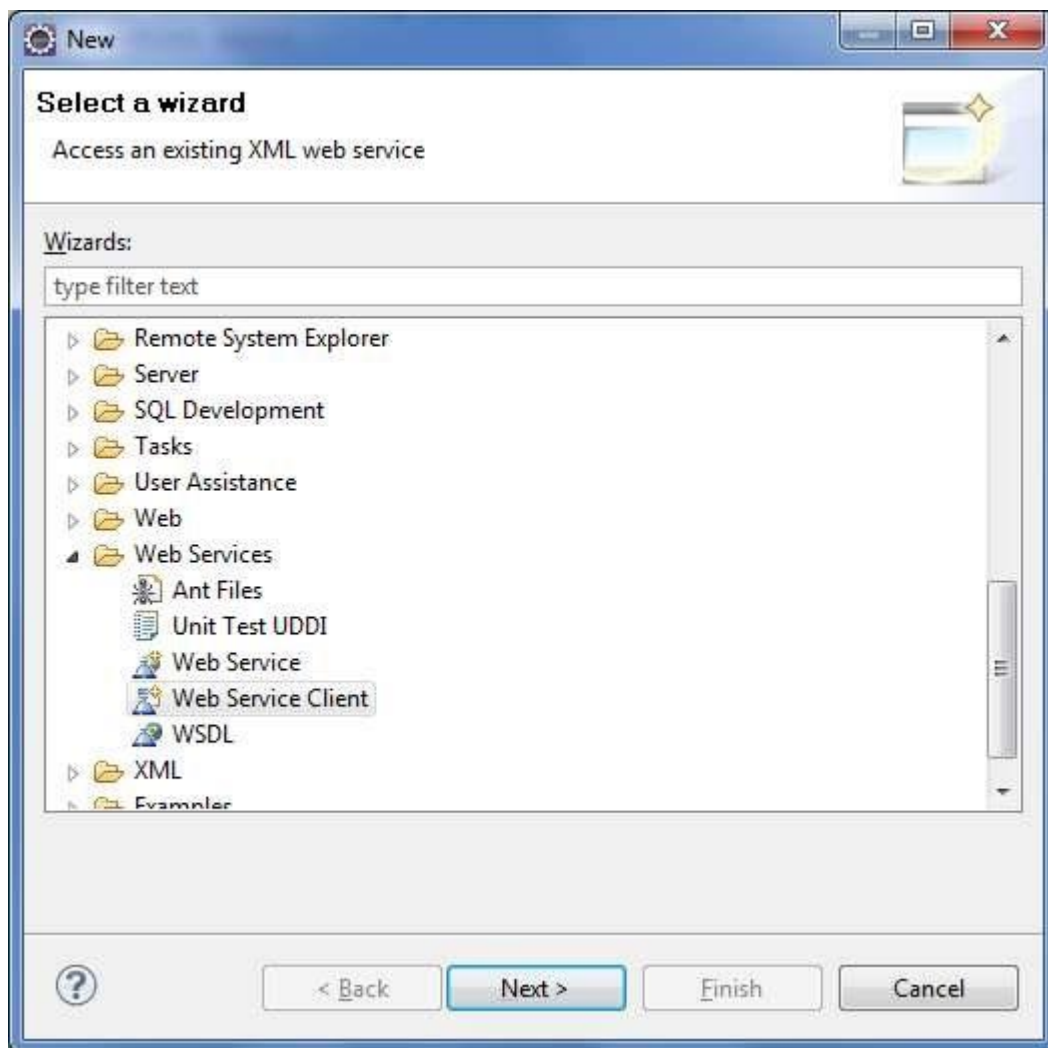 New
Select a wizard
Access an existing XML web service
Wizards:
type filter text
Remote System Explorer
Server
SQL Development
Tasks
User Assistance
Web
Web Services
Ant Files
Unit Test UDDI
Web Service
Web Service Client
WSDL
XML
Examples
< Back Next > Finish Cancel